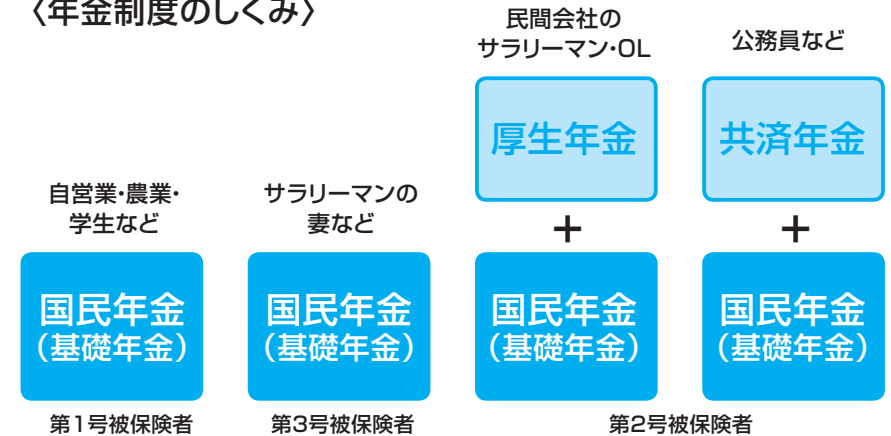 〈年金制度のしくみ〉
民間会社の
サラリーマン・OL
公務員など
厚生年金
共済年金
自営業・農業・
学生など
サラリーマンの
妻など
+
+
国民年金
（基礎年金）
国民年金
（基礎年金）
国民年金
（基礎年金）
国民年金
（基礎年金）
第1号被保険者
第3号被保険者
第2号被保険者